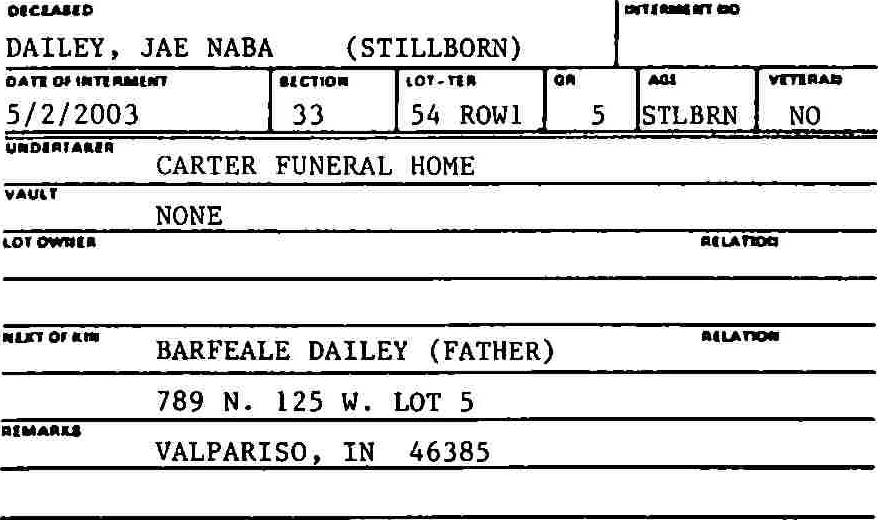 DECEASED INTERMENT NO
DAILEY, JAE NABA (STILLBORN)
DATE OF INTERMENT SECTION LOT-TER GR AGE VETERAN
5/2/2003 33 54 ROW1 5 STLBRN NO
UNDERTAKER
CARTER FUNERAL HOME
VAULT
NONE
LOT OWNER RELATION
NEXT OF KIN RELATION
BARFEALE DAILEY (FATHER)
789 N. 125 W. LOT 5
REMARKS
VALPARISO, IN 46385